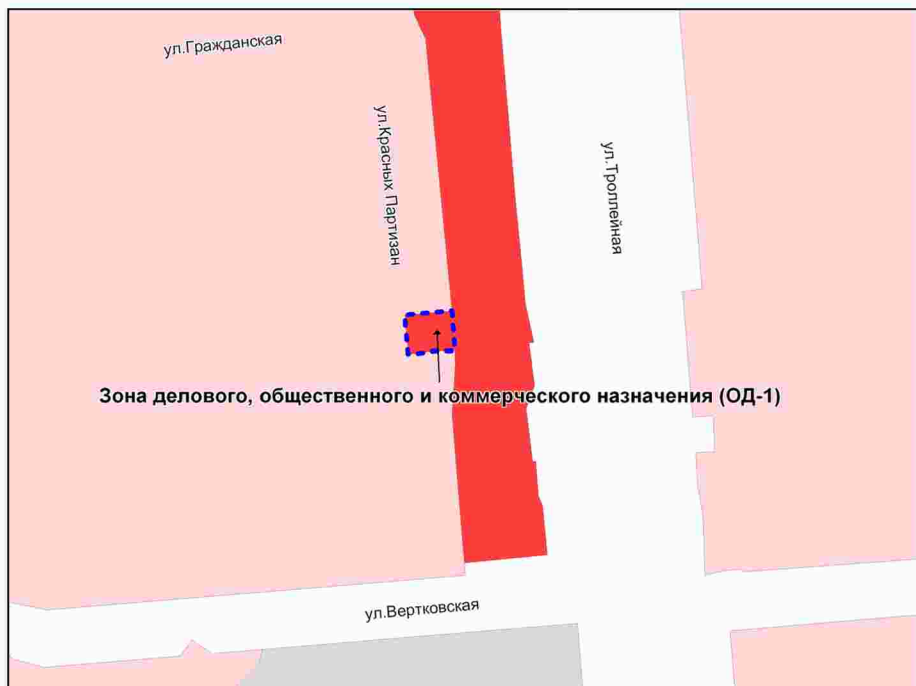 ул.Гражданская
ул.Красных Партизан
ул.Троллейная
Зона делового, общественного и коммерческого назначения (ОД-1)
ул.Вертковская